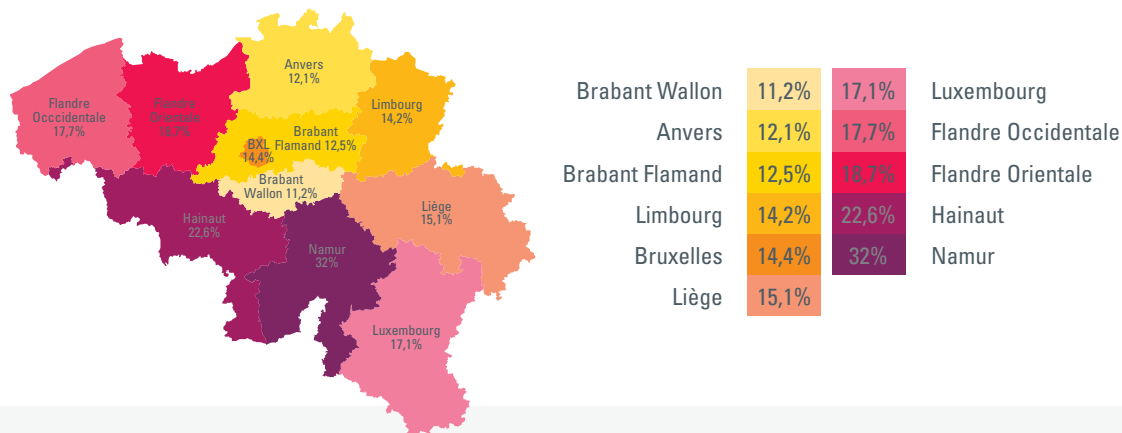 Anvers
12,1%
Flandre
Occcidentale
17,7%
Flandre
Orientale
18,7%
Limbourg
14,2%
BXL
14,4%
Brabant
Flamand 12,5%
Brabant
Wallon 11,2%
Hainaut
22,6%
Liège
15,1%
Namur
32%
Luxembourg
17,1%
Brabant Wallon 11,2% 17,1% Luxembourg
Anvers 12,1% 17,7% Flandre Occidentale
Brabant Flamand 12,5% 18,7% Flandre Orientale
Limbourg 14,2% 22,6% Hainaut
Bruxelles 14,4% 32% Namur
Liège 15,1%